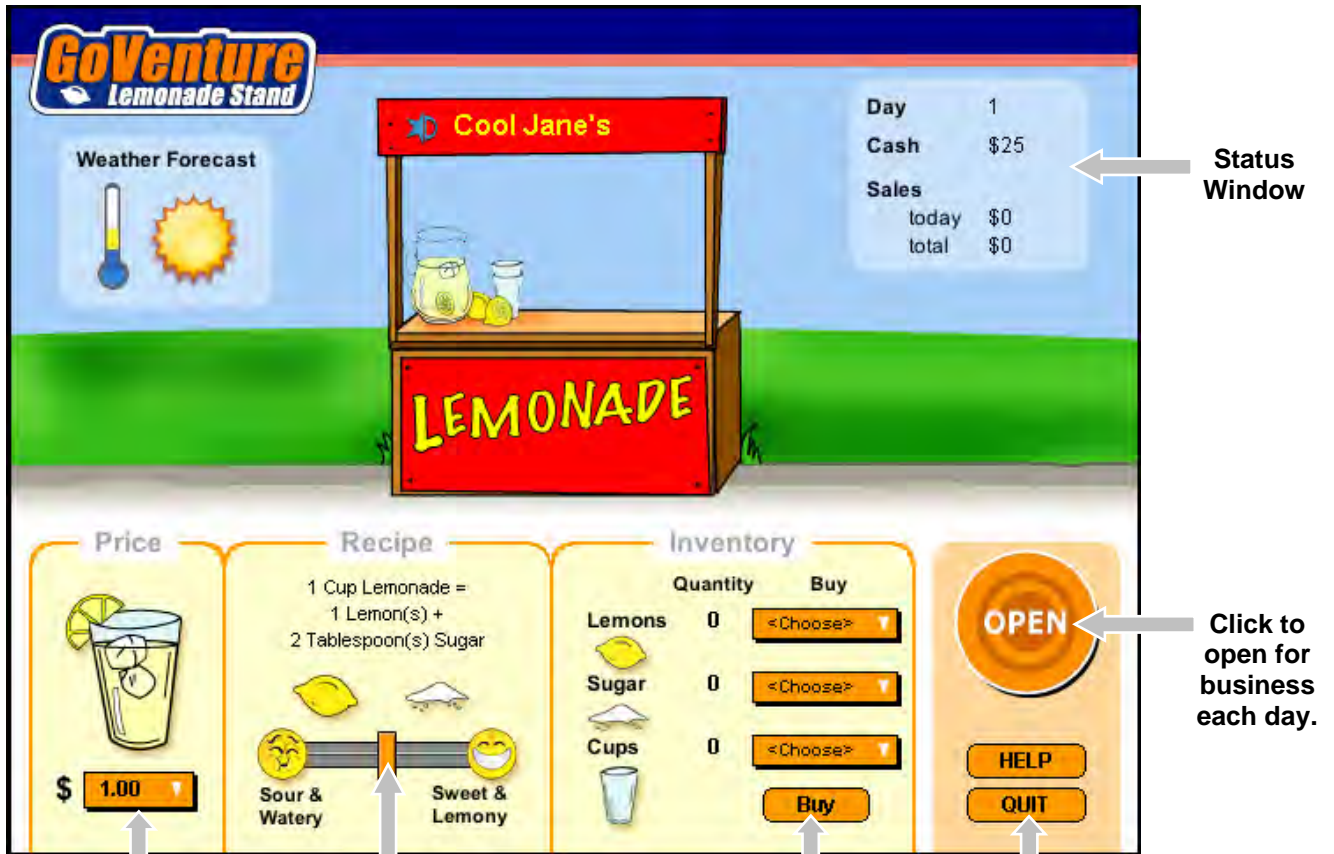 GoVenture
Lemonade Stand
Weather Forecast
Cool Jane's
LEMONADE
Day 1
Cash $25
Sales
today $0
total $0
Status
Window
Price
$ 1.00
Recipe
1 Cup Lemonade =
1 Lemon(s) +
2 Tablespoon(s) Sugar
Sour &
Watery
Sweet &
Lemony
Inventory
Quantity Buy
Lemons 0 <Choose>
Sugar 0 <Choose>
Cups 0 <Choose>
Buy
OPEN
HELP
QUIT
Click to
open for
business
each day.